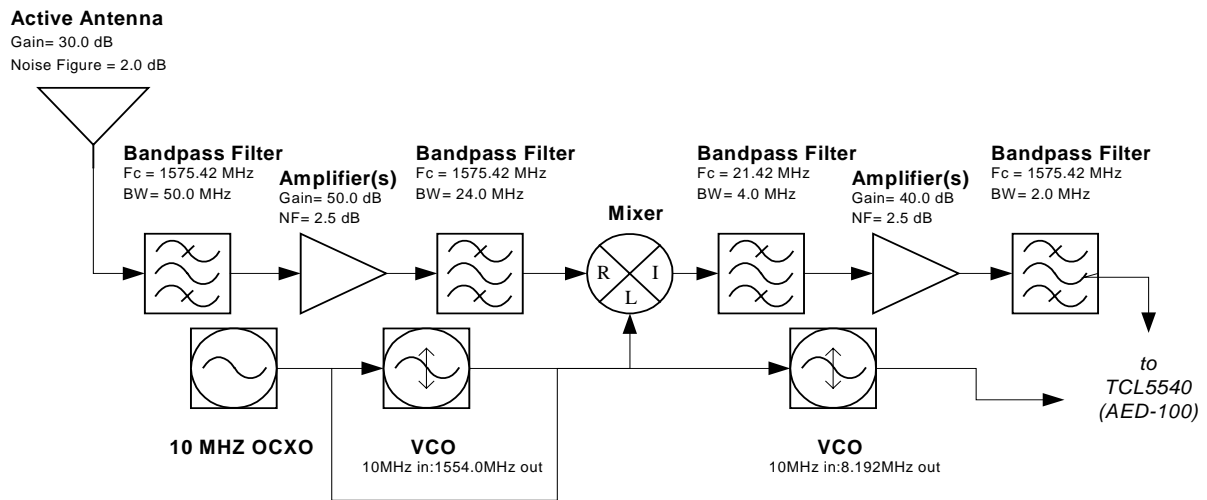 Active Antenna
Gain= 30.0 dB
Noise Figure = 2.0 dB
Bandpass Filter
Fc = 1575.42 MHz
BW= 50.0 MHz
Amplifier(s)
Gain= 50.0 dB
NF= 2.5 dB
Bandpass Filter
Fc = 1575.42 MHz
BW= 24.0 MHz
Mixer
R
I
L
Bandpass Filter
Fc = 21.42 MHz
BW= 4.0 MHz
Amplifier(s)
Gain= 40.0 dB
NF= 2.5 dB
Bandpass Filter
Fc = 1575.42 MHz
BW= 2.0 MHz
10 MHZ OCXO
VCO
10MHz in:1554.0MHz out
VCO
10MHz in:8.192MHz out
to
TCL5540
(AED-100)